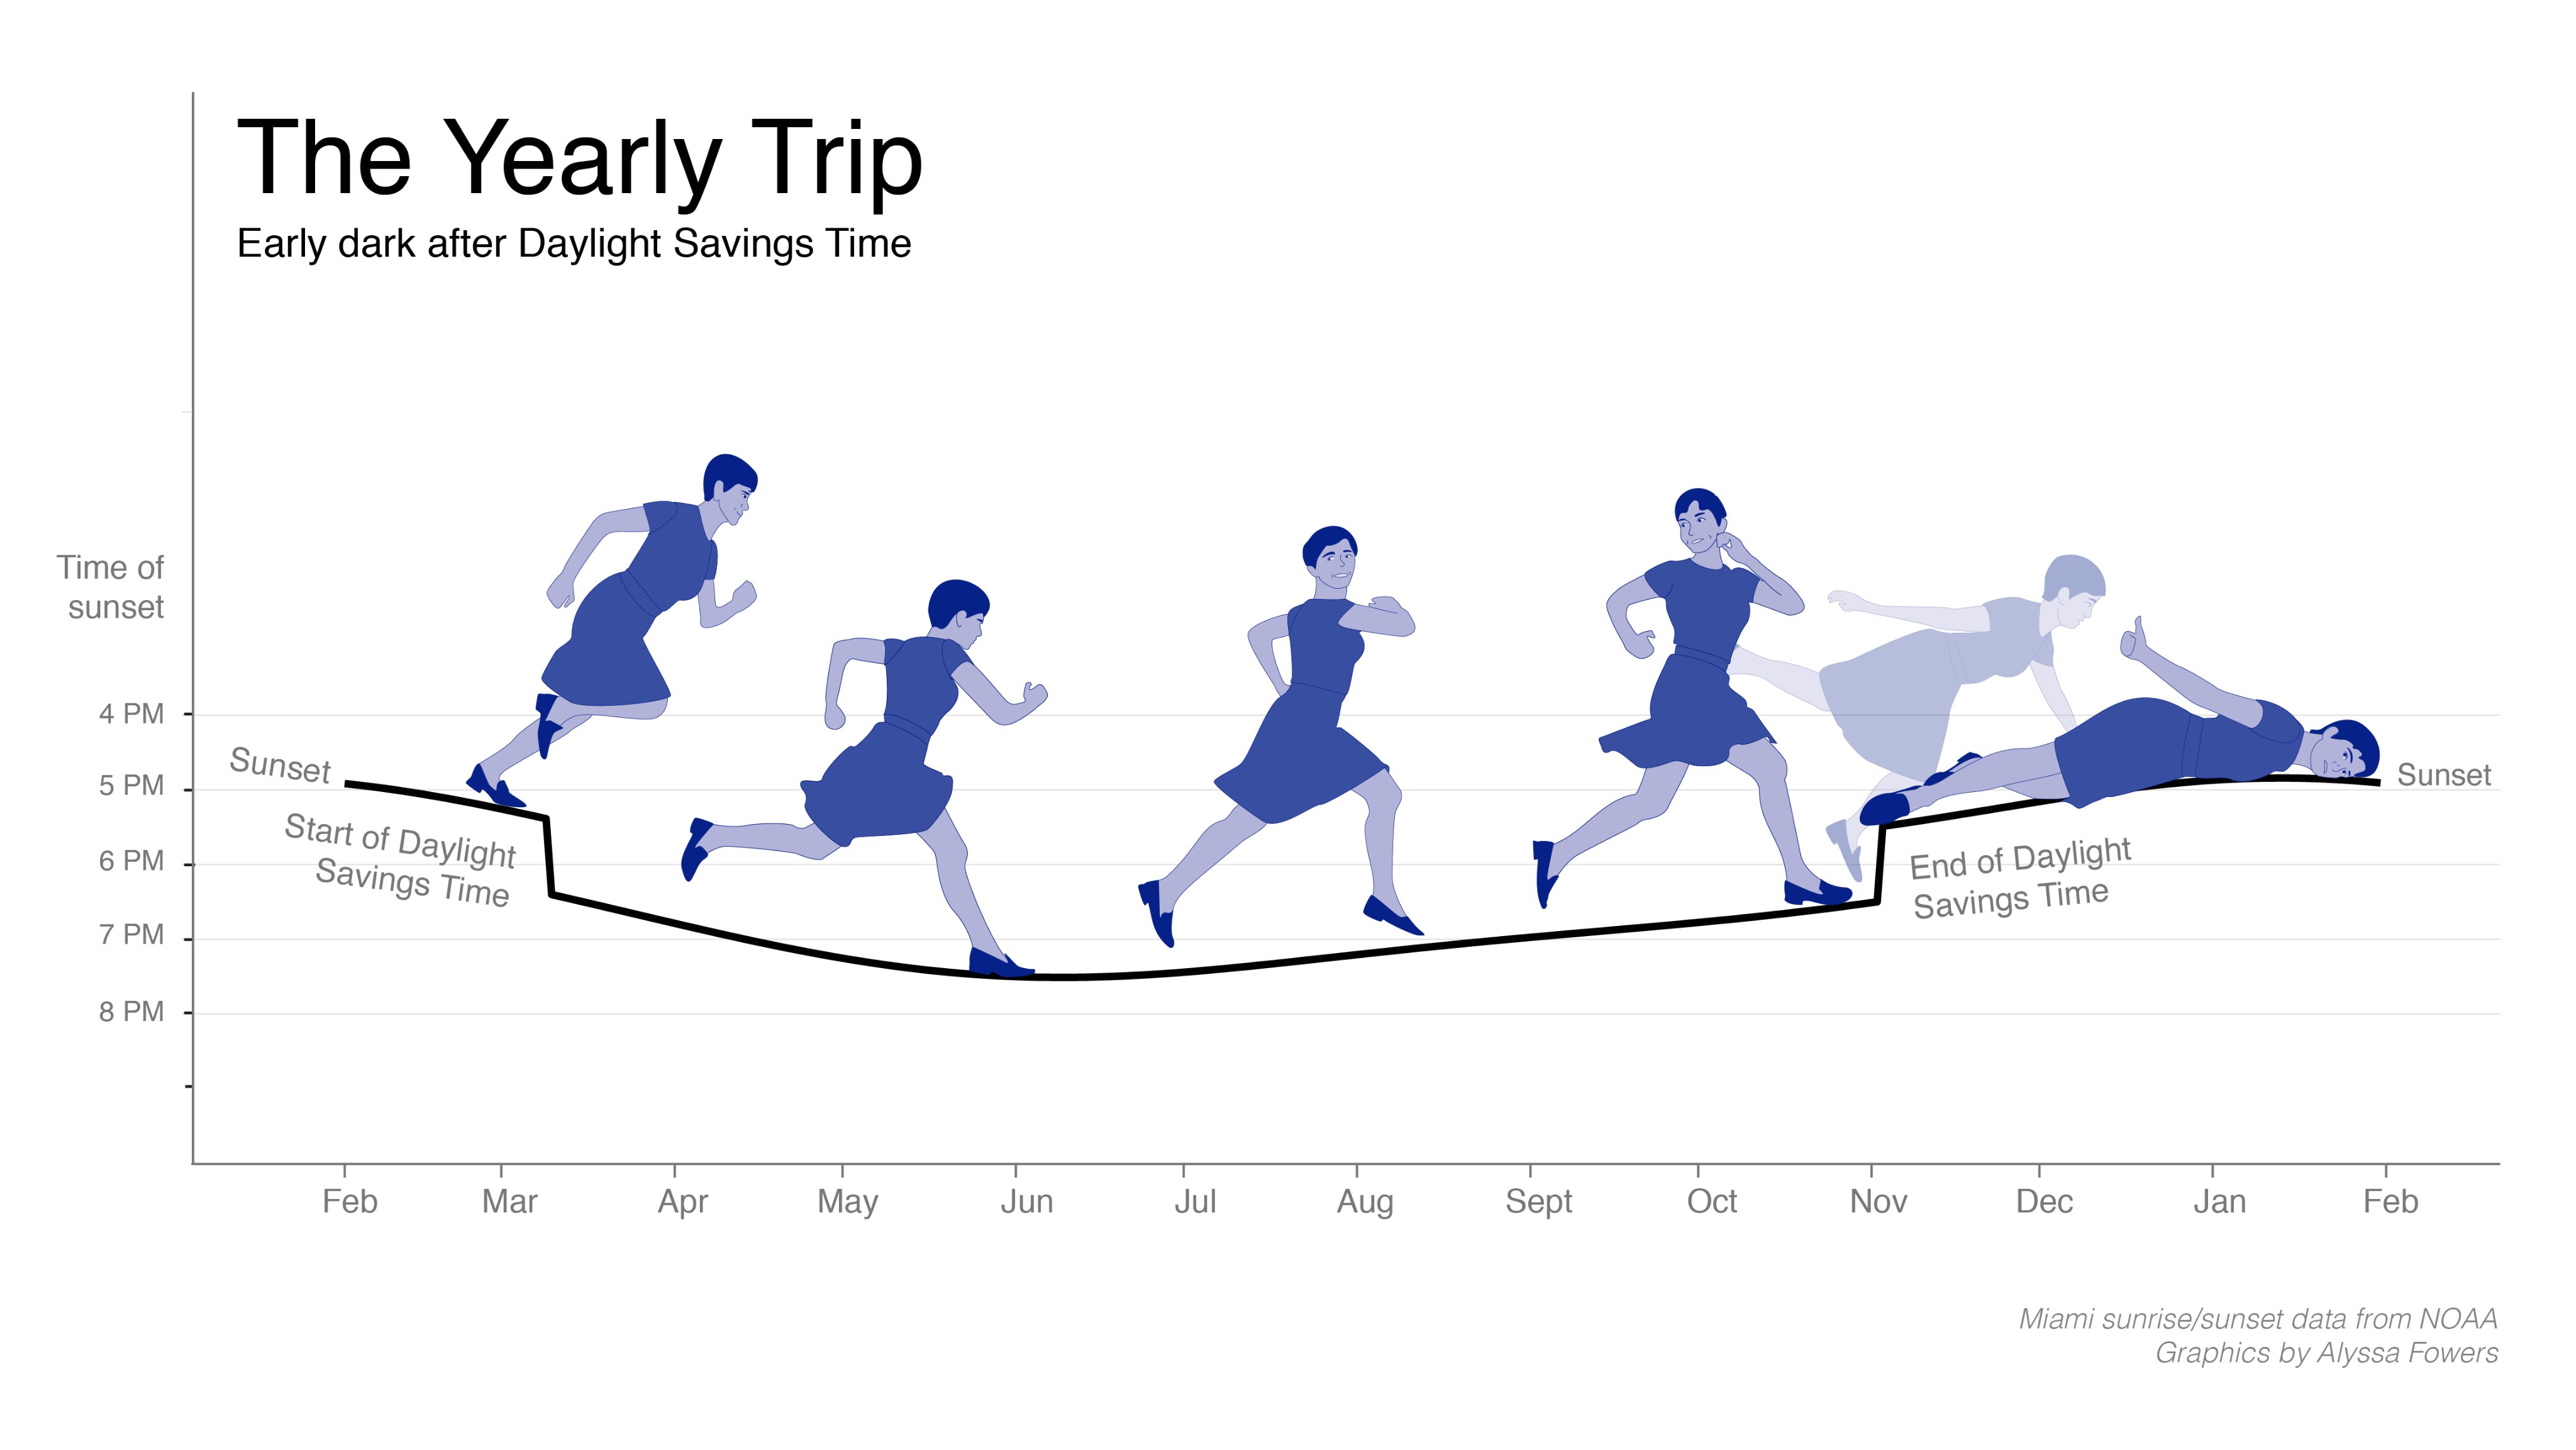 The Yearly Trip
Early dark after Daylight Savings Time
Time of
sunset
4 PM
5 PM
6 PM
7 PM
8 PM
Sunset
Start of Daylight
Savings Time
End of Daylight
Savings Time
Sunset
Feb
Mar
Apr
May
Jun
Jul
Aug
Sept
Oct
Nov
Dec
Jan
Feb
Miami sunrise/sunset data from NOAA
Graphics by Alyssa Fowers